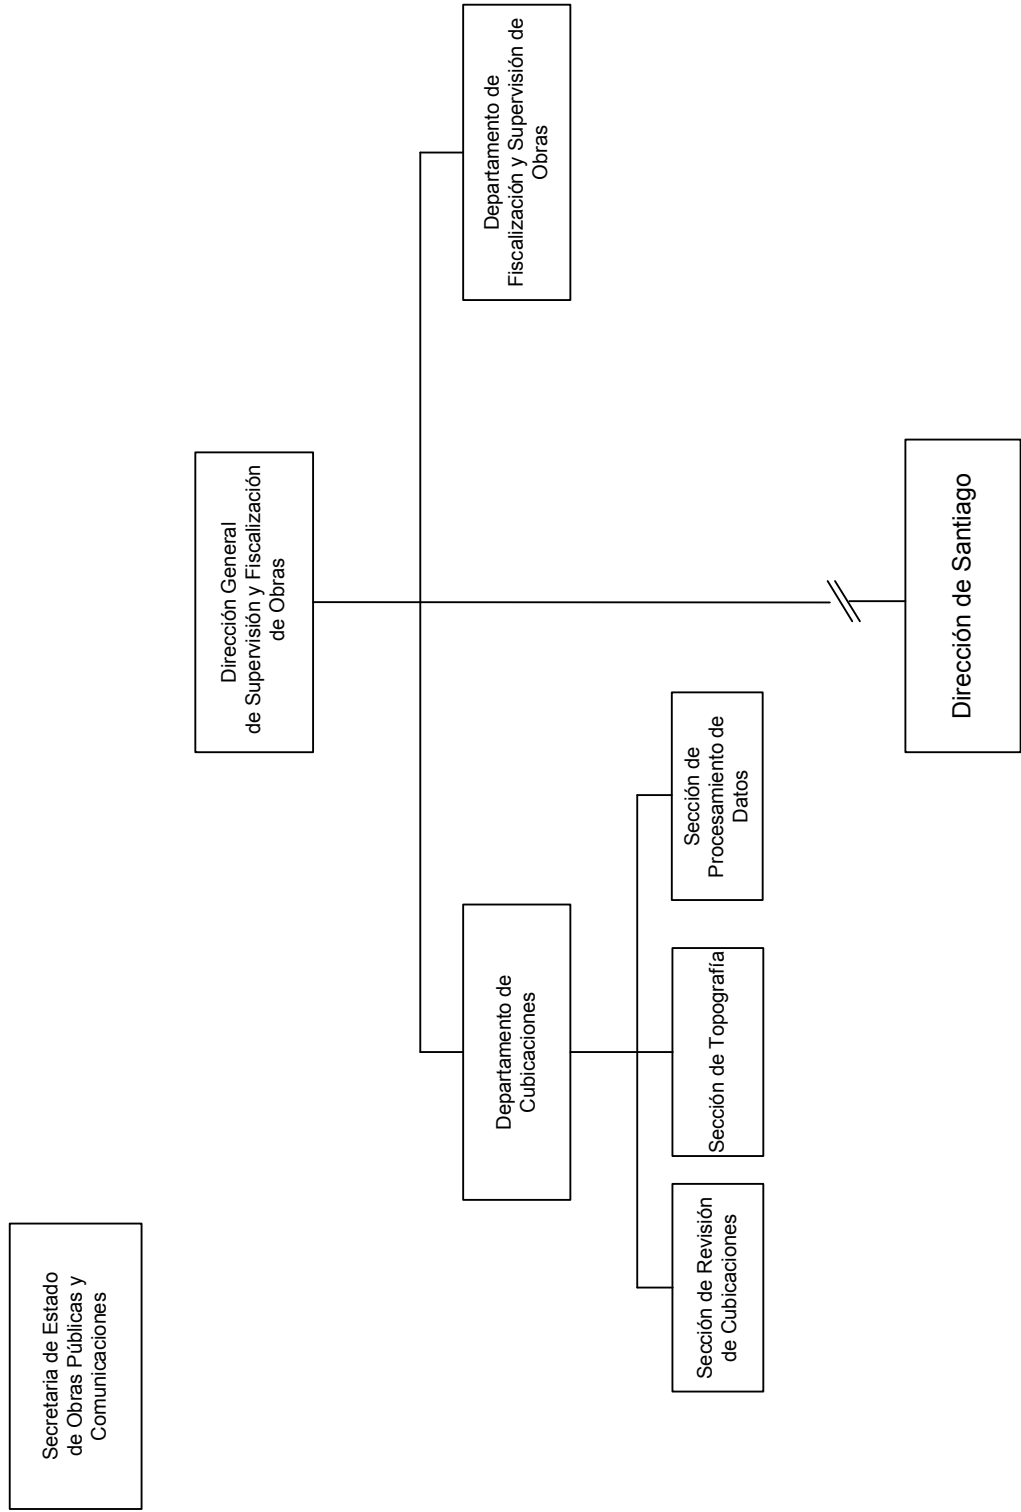 Secretaria de Estado
de Obras Públicas y
Comunicaciones
Dirección General
de Supervisión y Fiscalización
de Obras
Departamento de
Cubicaciones
Departamento de
Fiscalización y Supervisión de
Obras
Sección de Revisión
de Cubicaciones
Sección de Topografía
Sección de
Procesamiento de
Datos
Dirección de Santiago